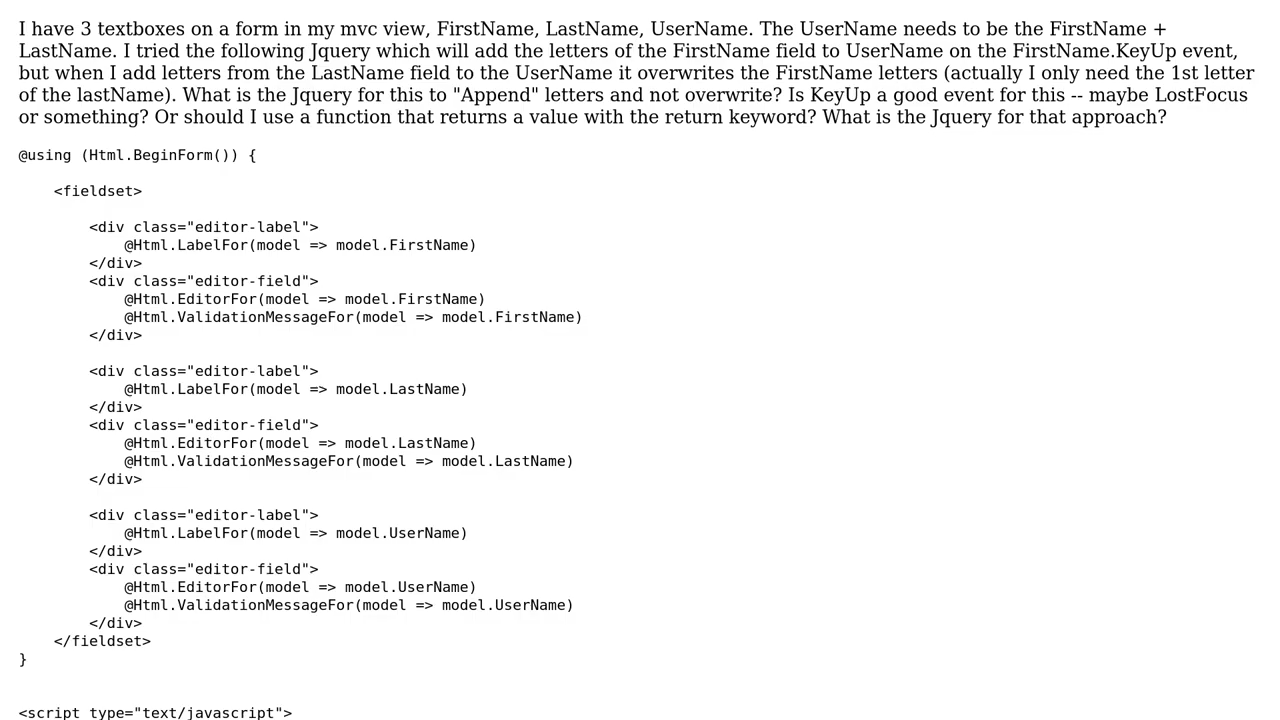 I have 3 textboxes on a form in my mvc view, FirstName, LastName, UserName. The UserName needs to be the FirstName +
LastName. I tried the following Jquery which will add the letters of the FirstName field to UserName on the FirstName.KeyUp event,
but when I add letters from the LastName field to the UserName it overwrites the FirstName letters (actually I only need the 1st letter
of the lastName). What is the Jquery for this to "Append" letters and not overwrite? Is KeyUp a good event for this -- maybe LostFocus
or something? Or should I use a function that returns a value with the return keyword? What is the Jquery for that approach?
@using (Html.BeginForm()) {
    <fieldset>
        <div class="editor-label">
            @Html.LabelFor(model => model.FirstName)
        </div>
        <div class="editor-field">
            @Html.EditorFor(model => model.FirstName)
            @Html.ValidationMessageFor(model => model.FirstName)
        </div>
        <div class="editor-label">
            @Html.LabelFor(model => model.LastName)
        </div>
        <div class="editor-field">
            @Html.EditorFor(model => model.LastName)
            @Html.ValidationMessageFor(model => model.LastName)
        </div>
        <div class="editor-label">
            @Html.LabelFor(model => model.UserName)
        </div>
        <div class="editor-field">
            @Html.EditorFor(model => model.UserName)
            @Html.ValidationMessageFor(model => model.UserName)
        </div>
    </fieldset>
}
<script type="text/javascript">